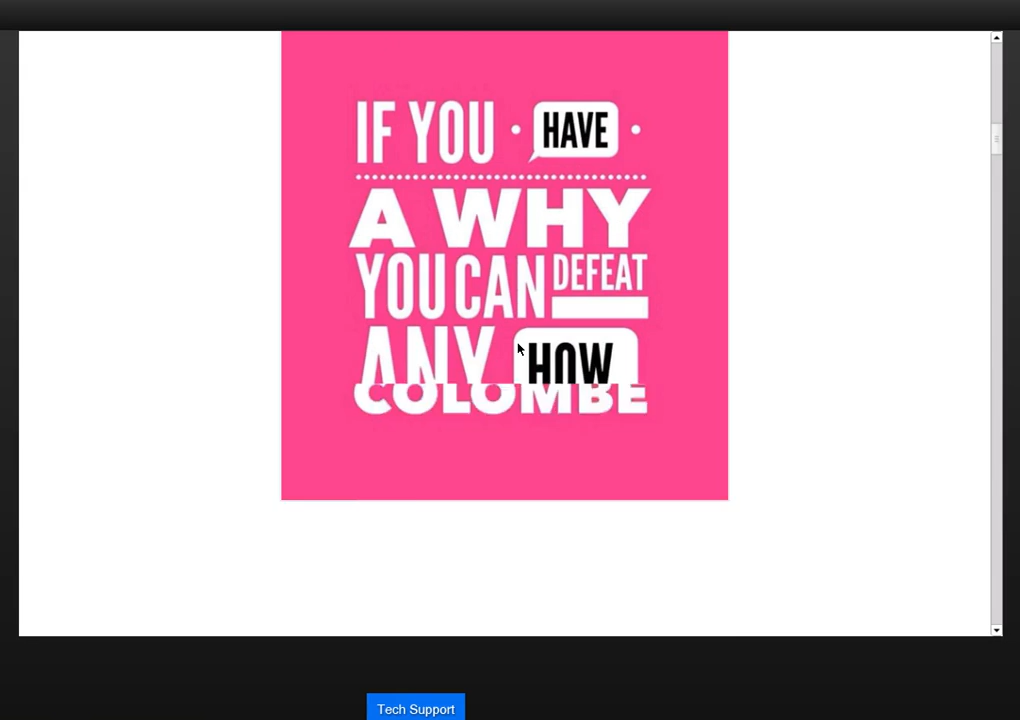 IF YOU HAVE
A WHY
YOU CAN DEFEAT
ANY HOW
COLOMBE
Tech Support